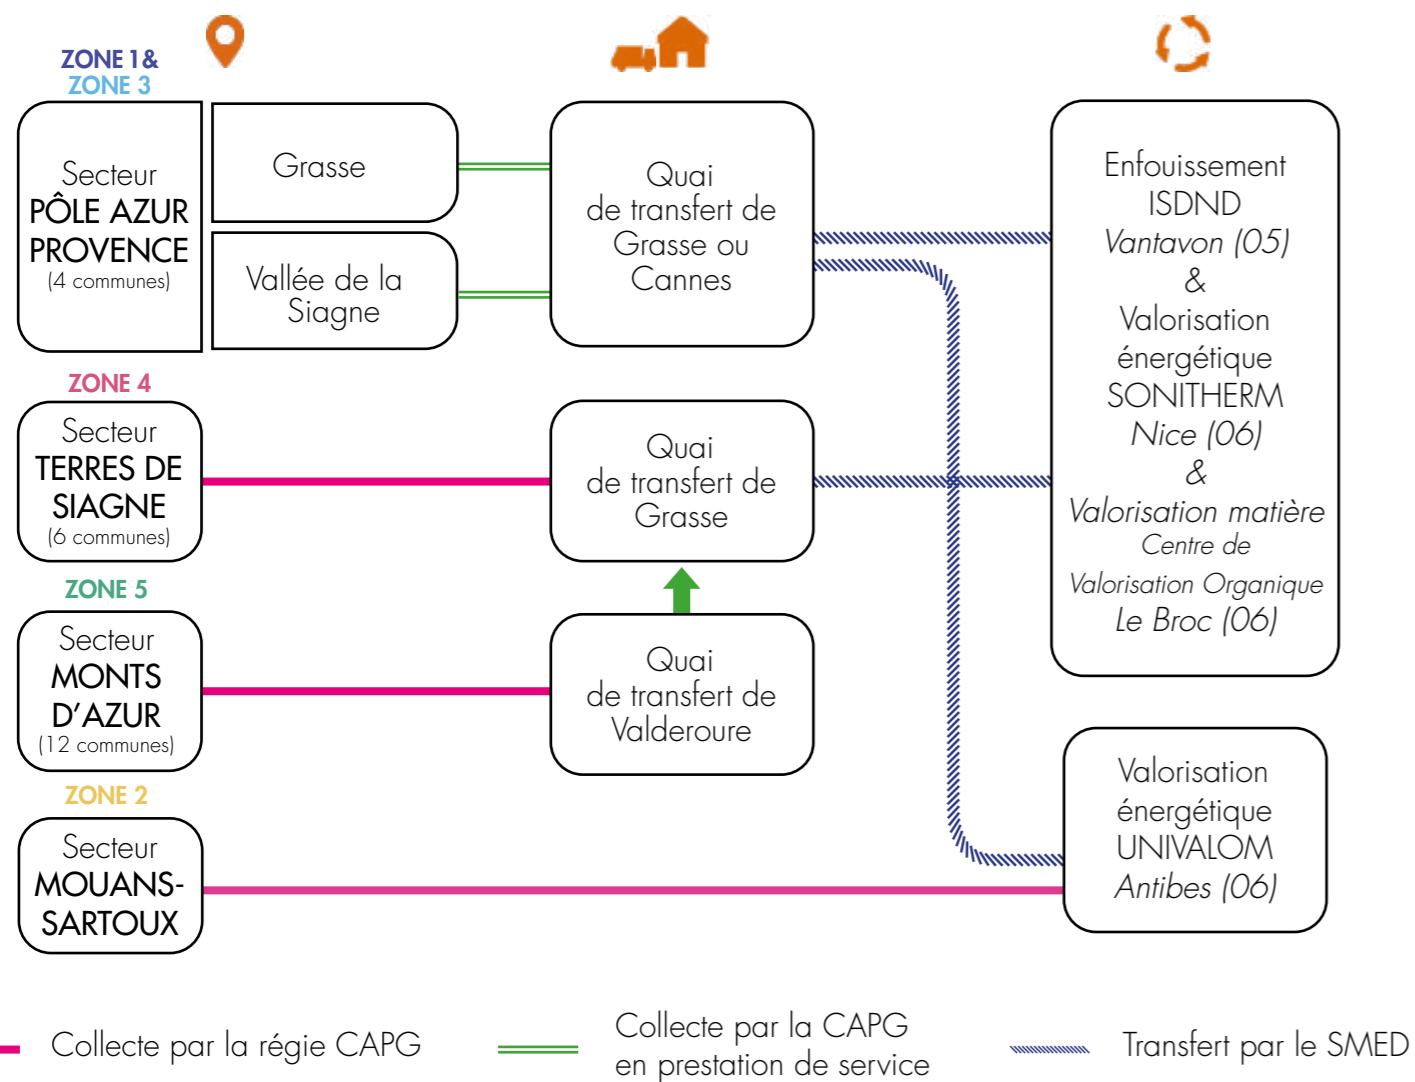 ZONE 1 &
ZONE 3
Secteur
PÔLE AZUR
PROVENCE
(4 communes)
Grasse
Vallée de la
Siagne
Quai
de transfert de
Grasse ou
Cannes
Enfouissement
ISDND
Vantavon (05)
&
Valorisation
énergétique
SONITHERM
Nice (06)
&
Valorisation matière
Centre de
Valorisation Organique
Le Broc (06)
ZONE 4
Secteur
TERRES DE
SIAGNE
(6 communes)
Quai
de transfert de
Grasse
ZONE 5
Secteur
MONTS
D'AZUR
(12 communes)
Quai
de transfert de
Valderoure
ZONE 2
Secteur
MOUANS-
SARTOUX
Valorisation
énergétique
UNIVALOM
Antibes (06)
Collecte par la régie CAPG
Collecte par la CAPG
en prestation de service
Transfert par le SMED